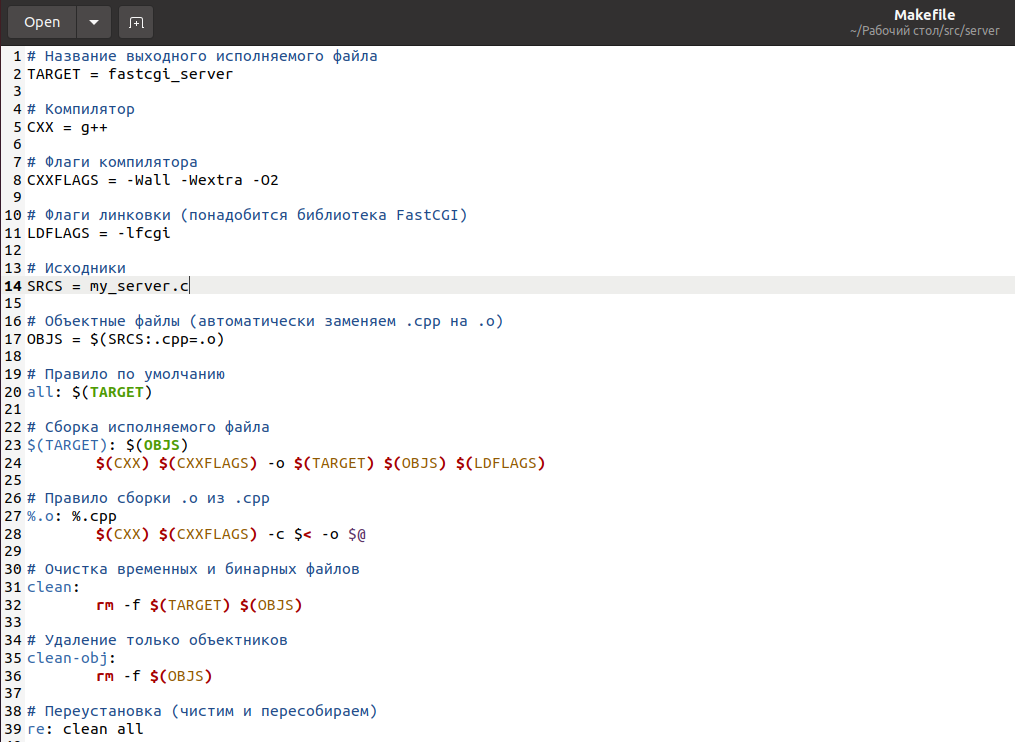 Open
Makefile
~/Рабочий стол/src/server
1 # Название выходного исполняемого файла
2 TARGET = fastcgi_server
3
4 # Компилятор
5 CXX = g++
6
7 # Флаги компилятора
8 CXXFLAGS = -Wall -Wextra -O2
9
10 # Флаги линковки (понадобится библиотека FastCGI)
11 LDFLAGS = -lfcgi
12
13 # Исходники
14 SRCS = my_server.c
15
16 # Объектные файлы (автоматически заменяем .cpp на .o)
17 OBJS = $(SRCS:.cpp=.o)
18
19 # Правило по умолчанию
20 all: $(TARGET)
21
22 # Сборка исполняемого файла
23 $(TARGET): $(OBJS)
24 $(CXX) $(CXXFLAGS) -o $(TARGET) $(OBJS) $(LDFLAGS)
25
26 # Правило сборки .o из .cpp
27 %.o: %.cpp
28 $(CXX) $(CXXFLAGS) -c $< -o $@
29
30 # Очистка временных и бинарных файлов
31 clean:
32 rm -f $(TARGET) $(OBJS)
33
34 # Удаление только объектников
35 clean-obj:
36 rm -f $(OBJS)
37
38 # Переустановка (чистим и пересобираем)
39 re: clean all